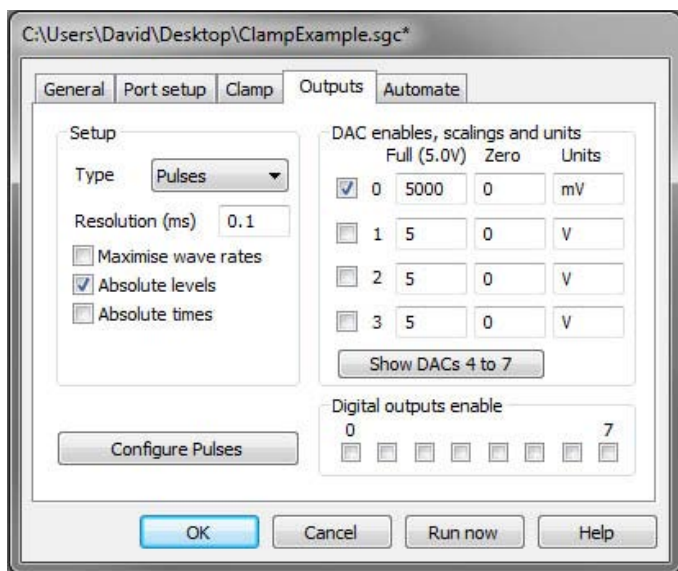 C:\Users\David\Desktop\ClampExample.sgc*
General Port setup Clamp Outputs Automate
Setup
Type Pulses
Resolution (ms) 0.1
Maximise wave rates
Absolute levels
Absolute times
Configure Pulses
DAC enables, scalings and units
Full (5.0V) Zero Units
0 5000 0 mV
1 5 0 V
2 5 0 V
3 5 0 V
Show DACs 4 to 7
Digital outputs enable
0 7
OK Cancel Run now Help